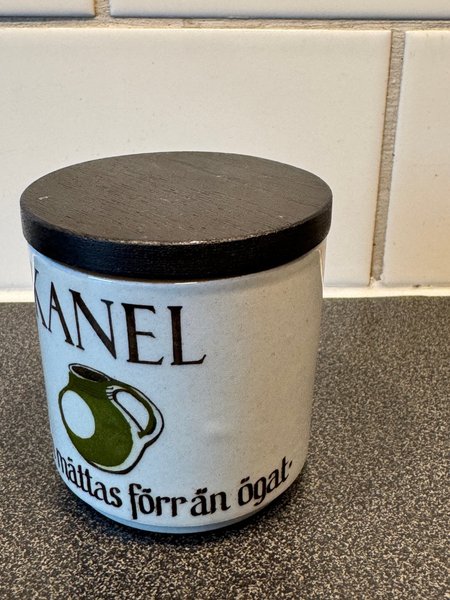 KANEL
mättas förr än ögat.